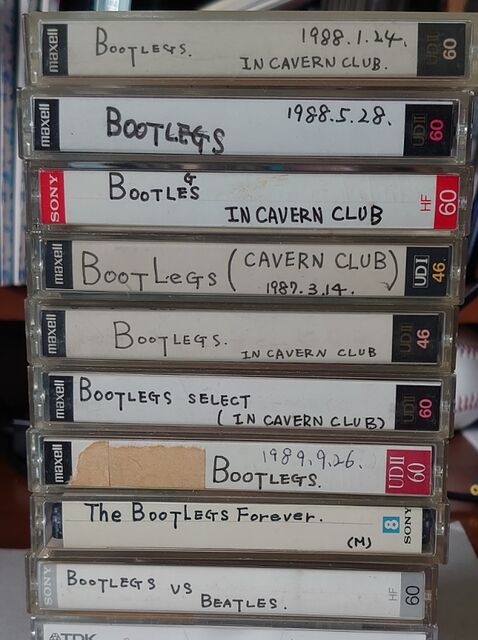 maxell BOOTLEGS. 1988.1.24. UDII 60
IN CAVERN CLUB.
maxell BOOTLEGS 1988.5.28. UDII 60
SONY BOOTLEGS HF 60
IN CAVERN CLUB
maxell BOOTLEGS (CAVERN CLUB) UDI 46
1987.3.14.
maxell BOOTLEGS. UDII 46
IN CAVERN CLUB
maxell BOOTLEGS SELECT UDII 60
(IN CAVERN CLUB)
maxell 1989.9.26. UDII 60
BOOTLEGS.
The BOOTLEGS Forever. 8 SONY
(M)
SONY BOOTLEGS VS HF 60
BEATLES.
TDK